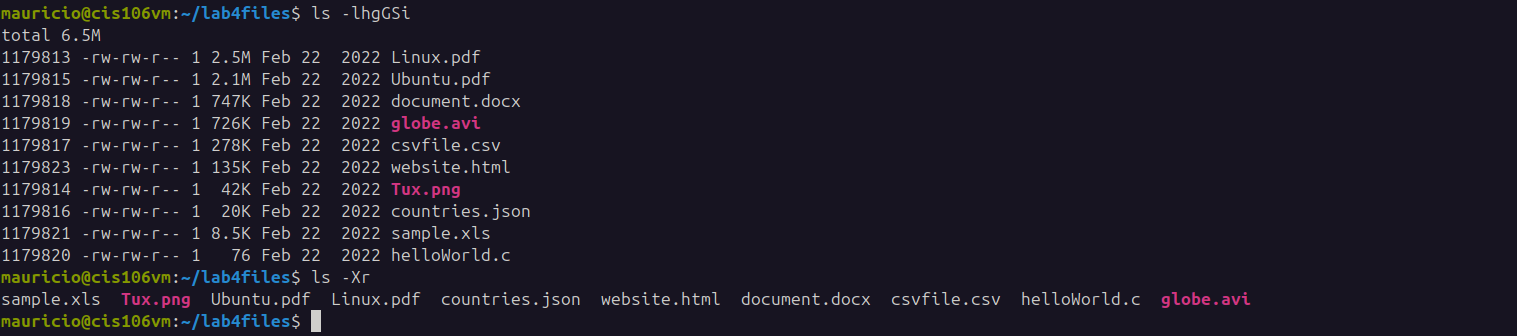 mauricio@cis106vm:~/lab4files$ ls -lhgGSi
total 6.5M
1179813 -rw-rw-r-- 1 2.5M Feb 22  2022 Linux.pdf
1179815 -rw-rw-r-- 1 2.1M Feb 22  2022 Ubuntu.pdf
1179818 -rw-rw-r-- 1 747K Feb 22  2022 document.docx
1179819 -rw-rw-r-- 1 726K Feb 22  2022 globe.avi
1179817 -rw-rw-r-- 1 278K Feb 22  2022 csvfile.csv
1179823 -rw-rw-r-- 1 135K Feb 22  2022 website.html
1179814 -rw-rw-r-- 1  42K Feb 22  2022 Tux.png
1179816 -rw-rw-r-- 1  20K Feb 22  2022 countries.json
1179821 -rw-rw-r-- 1 8.5K Feb 22  2022 sample.xls
1179820 -rw-rw-r-- 1   76 Feb 22  2022 helloWorld.c
mauricio@cis106vm:~/lab4files$ ls -Xr
sample.xls  Tux.png  Ubuntu.pdf  Linux.pdf  countries.json  website.html  document.docx  csvfile.csv  helloWorld.c  globe.avi
mauricio@cis106vm:~/lab4files$